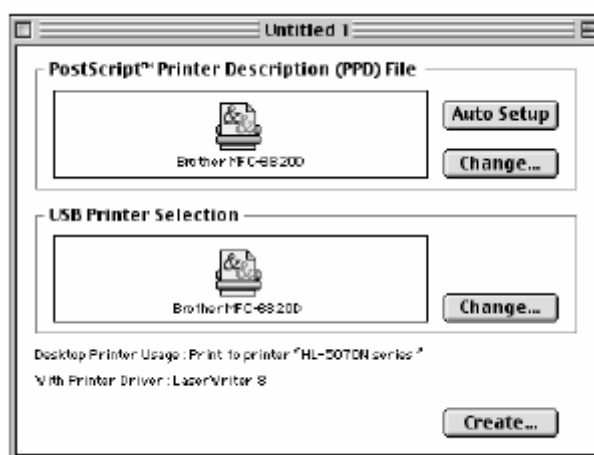 Untitled 1
PostScript™ Printer Description (PPD) File
Auto Setup
Brother MFC-8820D
Change...
USB Printer Selection
Brother MFC-8820D
Change...
Desktop Printer Usage : Print to printer "HL-5070N series"
With Printer Driver : LaserWriter 8
Create...